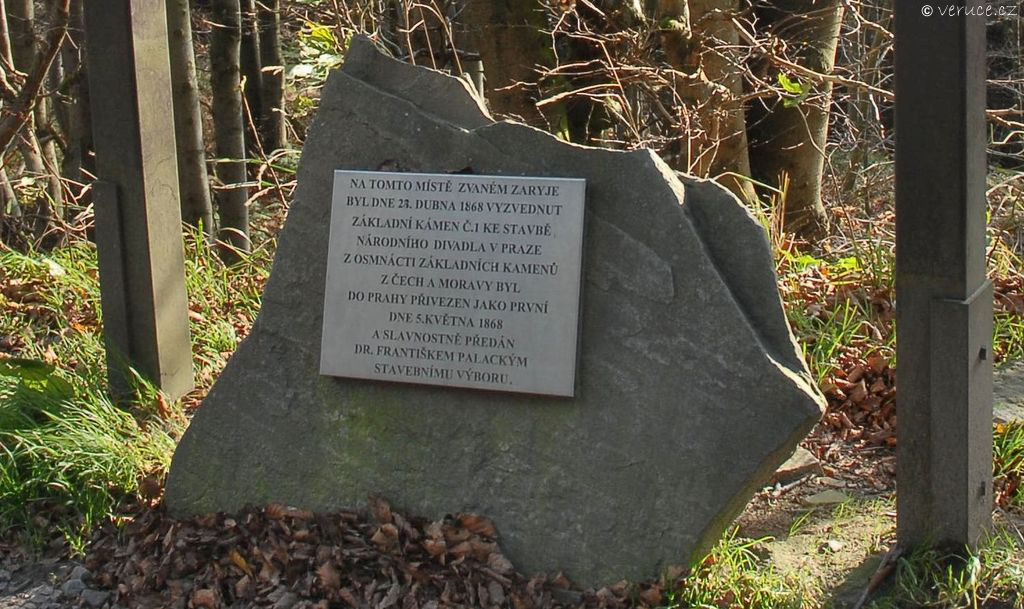 © veruce.cz
NA TOMTO MÍSTĚ ZVANÉM ZARYJE
BYL DNE 23. DUBNA 1868 VYZVEDNUT
ZÁKLADNÍ KÁMEN Č.1 KE STAVBĚ
NÁRODNÍHO DIVADLA V PRAZE
Z OSMNÁCTI ZÁKLADNÍCH KAMENŮ
Z ČECH A MORAVY BYL
DO PRAHY PŘIVEZEN JAKO PRVNÍ
DNE 5.KVĚTNA 1868
A SLAVNOSTNĚ PŘEDÁN
DR. FRANTIŠKEM PALACKÝM
STAVEBNÍMU VÝBORU.